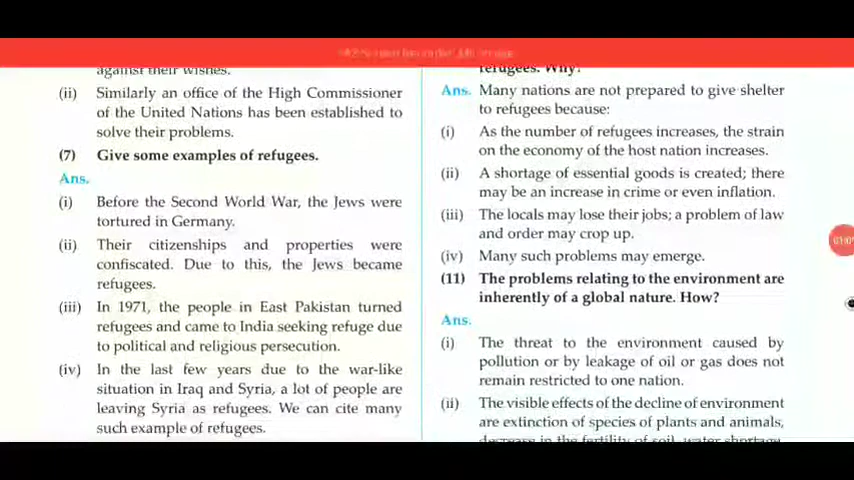 against their wishes.
(ii) Similarly an office of the High Commissioner
of the United Nations has been established to
solve their problems.
(7) Give some examples of refugees.
Ans.
(i) Before the Second World War, the Jews were
tortured in Germany.
(ii) Their citizenships and properties were
confiscated. Due to this, the Jews became
refugees.
(iii) In 1971, the people in East Pakistan turned
refugees and came to India seeking refuge due
to political and religious persecution.
(iv) In the last few years due to the war-like
situation in Iraq and Syria, a lot of people are
leaving Syria as refugees. We can cite many
such example of refugees.
refugees. Why?
Ans. Many nations are not prepared to give shelter
to refugees because:
(i) As the number of refugees increases, the strain
on the economy of the host nation increases.
(ii) A shortage of essential goods is created; there
may be an increase in crime or even inflation.
(iii) The locals may lose their jobs; a problem of law
and order may crop up.
(iv) Many such problems may emerge.
(11) The problems relating to the environment are
inherently of a global nature. How?
Ans.
(i) The threat to the environment caused by
pollution or by leakage of oil or gas does not
remain restricted to one nation.
(ii) The visible effects of the decline of environment
are extinction of species of plants and animals,
decrease in the fertility of soil, water shortage,